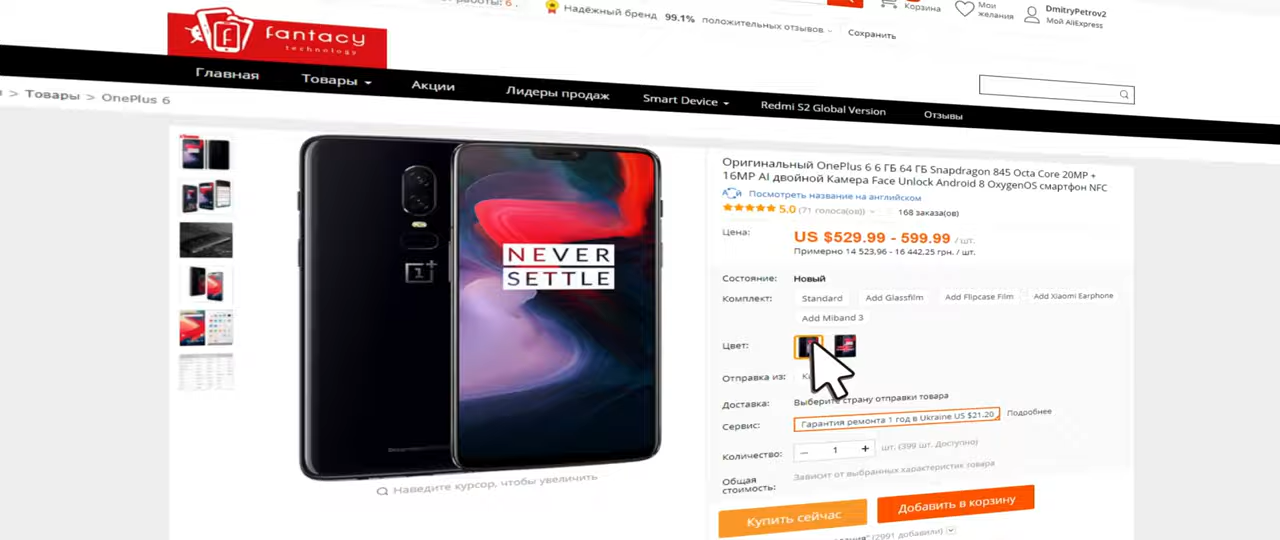 Надёжный бренд 99.1% положительных отзывов Сохранить
Корзина
Мои желания
DmitryPetrov2
Мой AliExpress
fantacy
technology
Главная Товары Акции Лидеры продаж Smart Device Redmi S2 Global Version Отзывы
> Товары > OnePlus 6
Оригинальный OnePlus 6 6 ГБ 64 ГБ Snapdragon 845 Octa Core 20MP +
16MP AI двойной Камера Face Unlock Android 8 OxygenOS смартфон NFC
Посмотреть название на английском
5.0 (71 голоса(ов)) 168 заказа(ов)
Цена: US $529.99 - 599.99 / шт.
Примерно 14 523,96 - 16 442,25 грн. / шт.
NEVER
SETTLE
Состояние: Новый
Комплект: Standard Add Glassfilm Add Flipcase Film Add Xiaomi Earphone
Add Miband 3
Цвет:
Отправка из:
Доставка: Выберите страну отправки товара
Сервис: Гарантия ремонта 1 год в Ukraine US $21.20 Подробнее
Количество: – 1 + шт. (399 шт. Доступно)
Общая стоимость: Зависит от выбранных характеристик товара
Наведите курсор, чтобы увеличить
Купить сейчас Добавить в корзину
(2991 добавили)